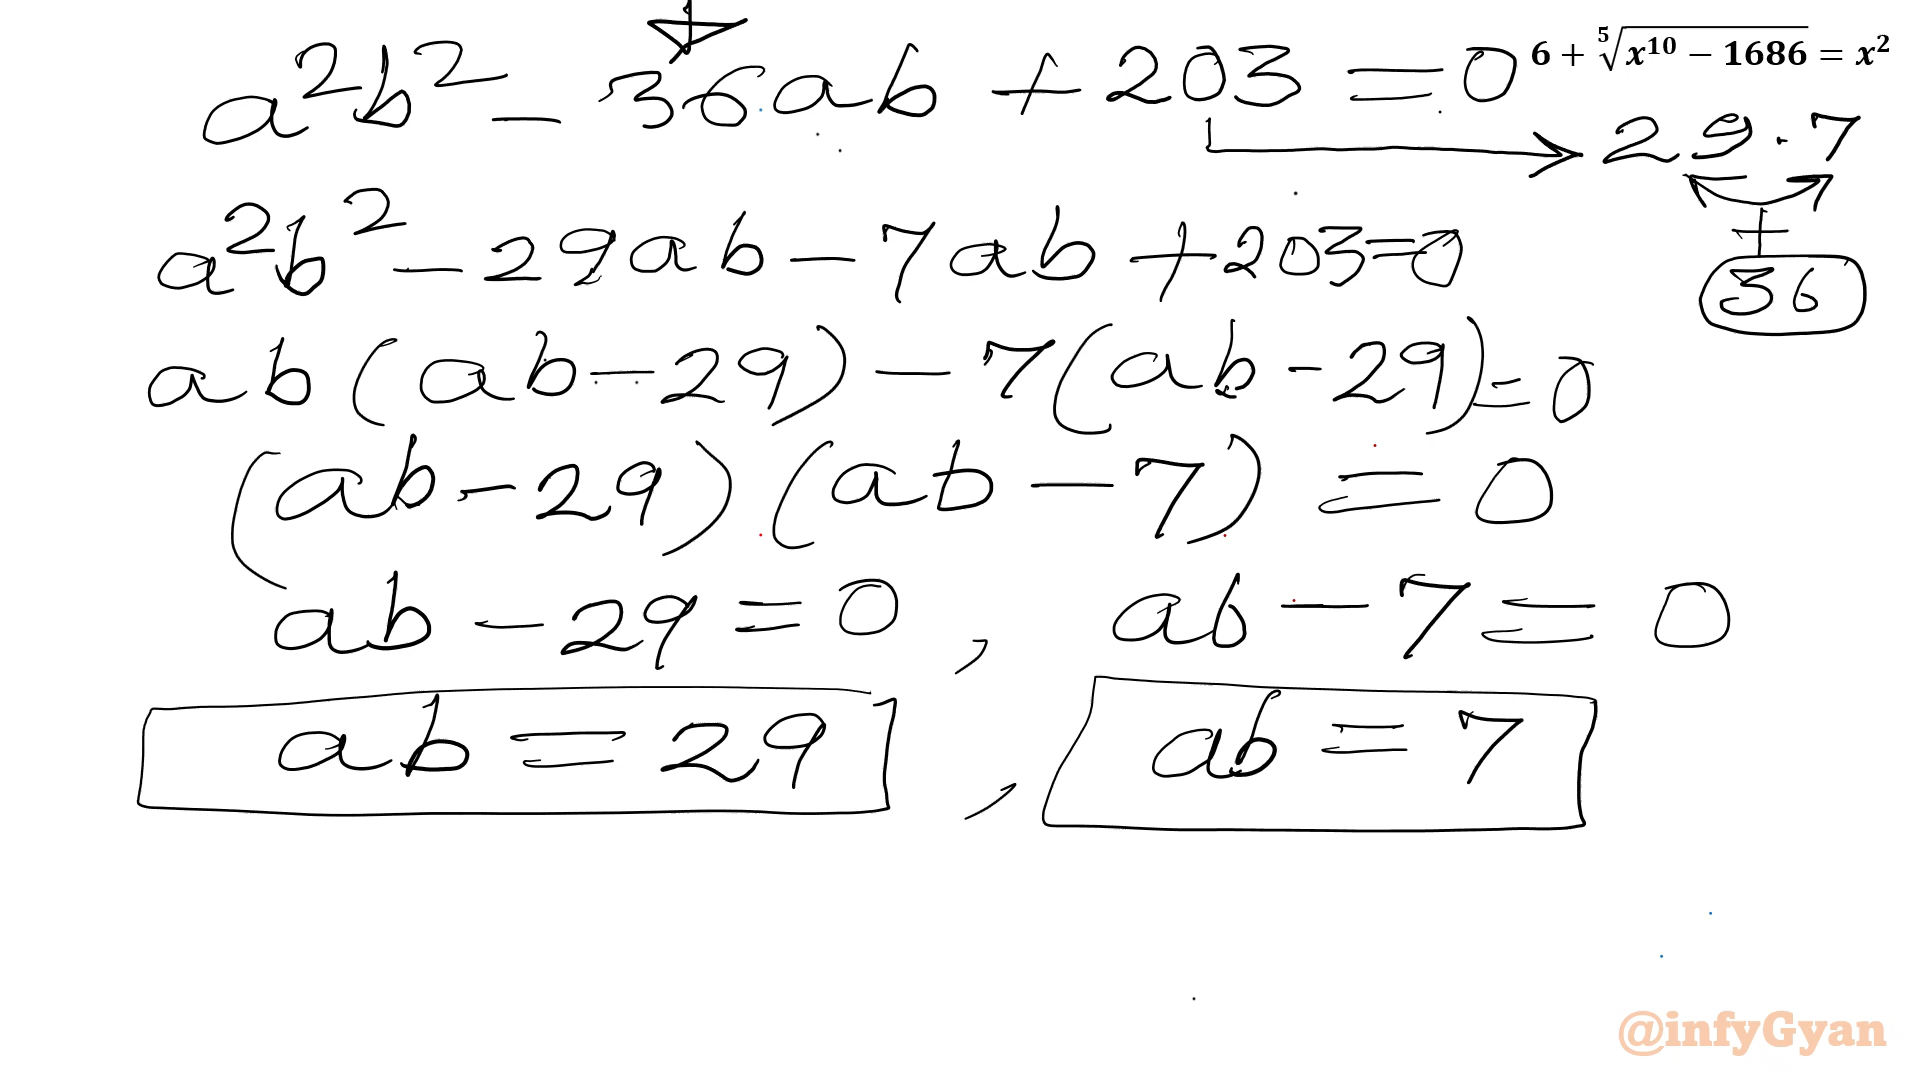 a²b² - 36ab + 203 = 0
6 + ⁵√(x¹⁰ - 1686) = x²
29 · 7
+
36
a²b² - 29ab - 7ab + 203 = 0
ab(ab - 29) - 7(ab - 29) = 0
(ab - 29)(ab - 7) = 0
ab - 29 = 0 , ab - 7 = 0
ab = 29 , ab = 7
@infyGyan